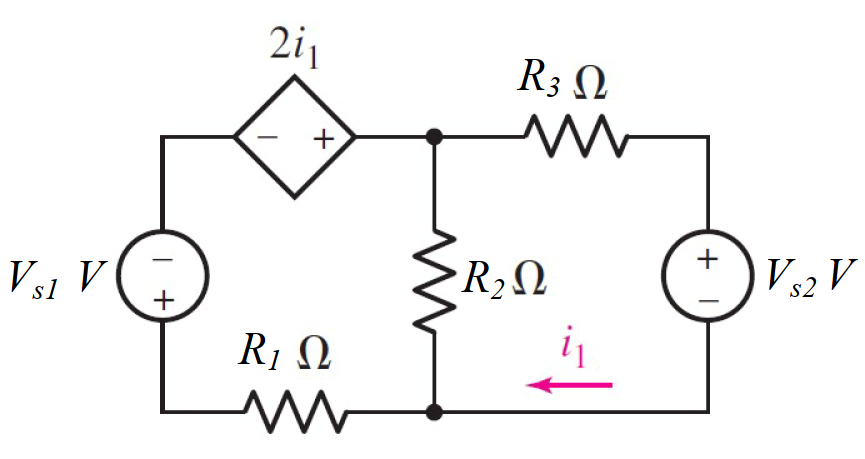 2i₁
R₃ Ω
− +
Vₛ₁ V
−
+
R₂ Ω
+
−
Vₛ₂ V
R₁ Ω
i₁